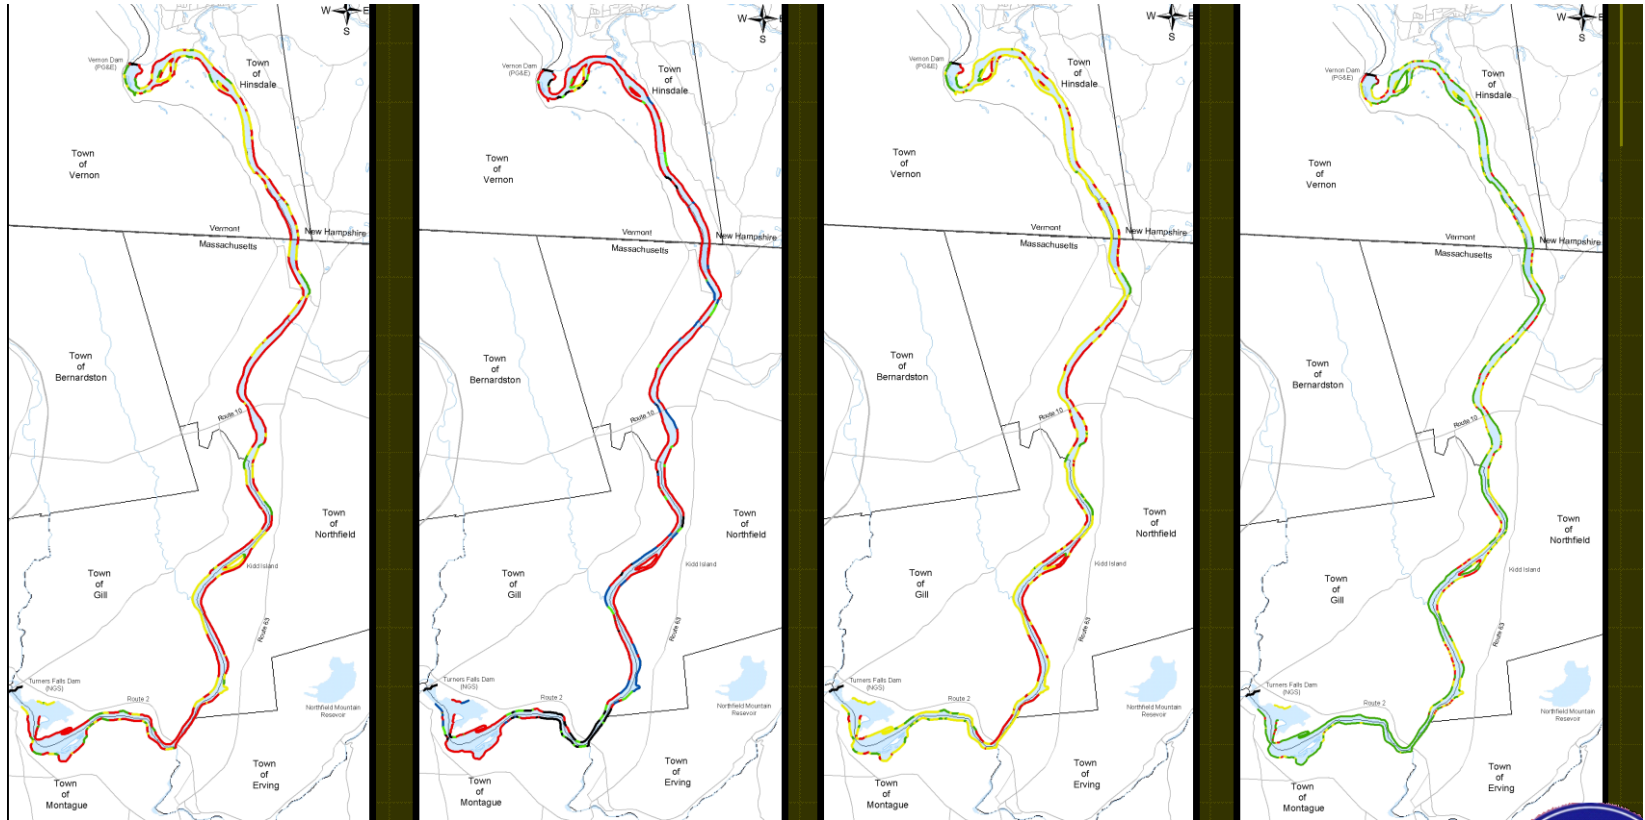 W
E
S
Vernon Dam
(PG&E)
Town
of
Hinsdale
Town
of
Vernon
Vermont
New Hampshire
Massachusetts
Town
of
Bernardston
Route 10
Town
of
Northfield
Kidd Island
Town
of
Gill
Route 63
Turners Falls Dam
(NGS)
Route 2
Northfield Mountain
Resevoir
Town
of
Erving
Town
of
Montague
W
S
Vernon Dam
(PG&E)
Town
of
Hinsdale
Town
of
Vernon
Vermont
New Hampshire
Massachusetts
Town
of
Bernardston
Route 10
Town
of
Northfield
Kidd Island
Town
of
Gill
Route 63
Turners Falls Dam
(NGS)
Route 2
Northfield Mountain
Resevoir
Town
of
Erving
Town
of
Montague
W
S
Vernon Dam
(PG&E)
Town
of
Hinsdale
Town
of
Vernon
Vermont
New Hampshire
Massachusetts
Town
of
Bernardston
Route 10
Town
of
Northfield
Kidd Island
Town
of
Gill
Route 63
Turners Falls Dam
(NGS)
Route 2
Northfield Mountain
Resevoir
Town
of
Erving
Town
of
Montague
W
E
S
Vernon Dam
(PG&E)
Town
of
Hinsdale
Town
of
Vernon
Vermont
New Hampshire
Massachusetts
Town
of
Bernardston
Route 10
Town
of
Northfield
Kidd Island
Town
of
Gill
Route 63
Turners Falls Dam
(NGS)
Route 2
Northfield Mountain
Resevoir
Town
of
Erving
Town
of
Montague